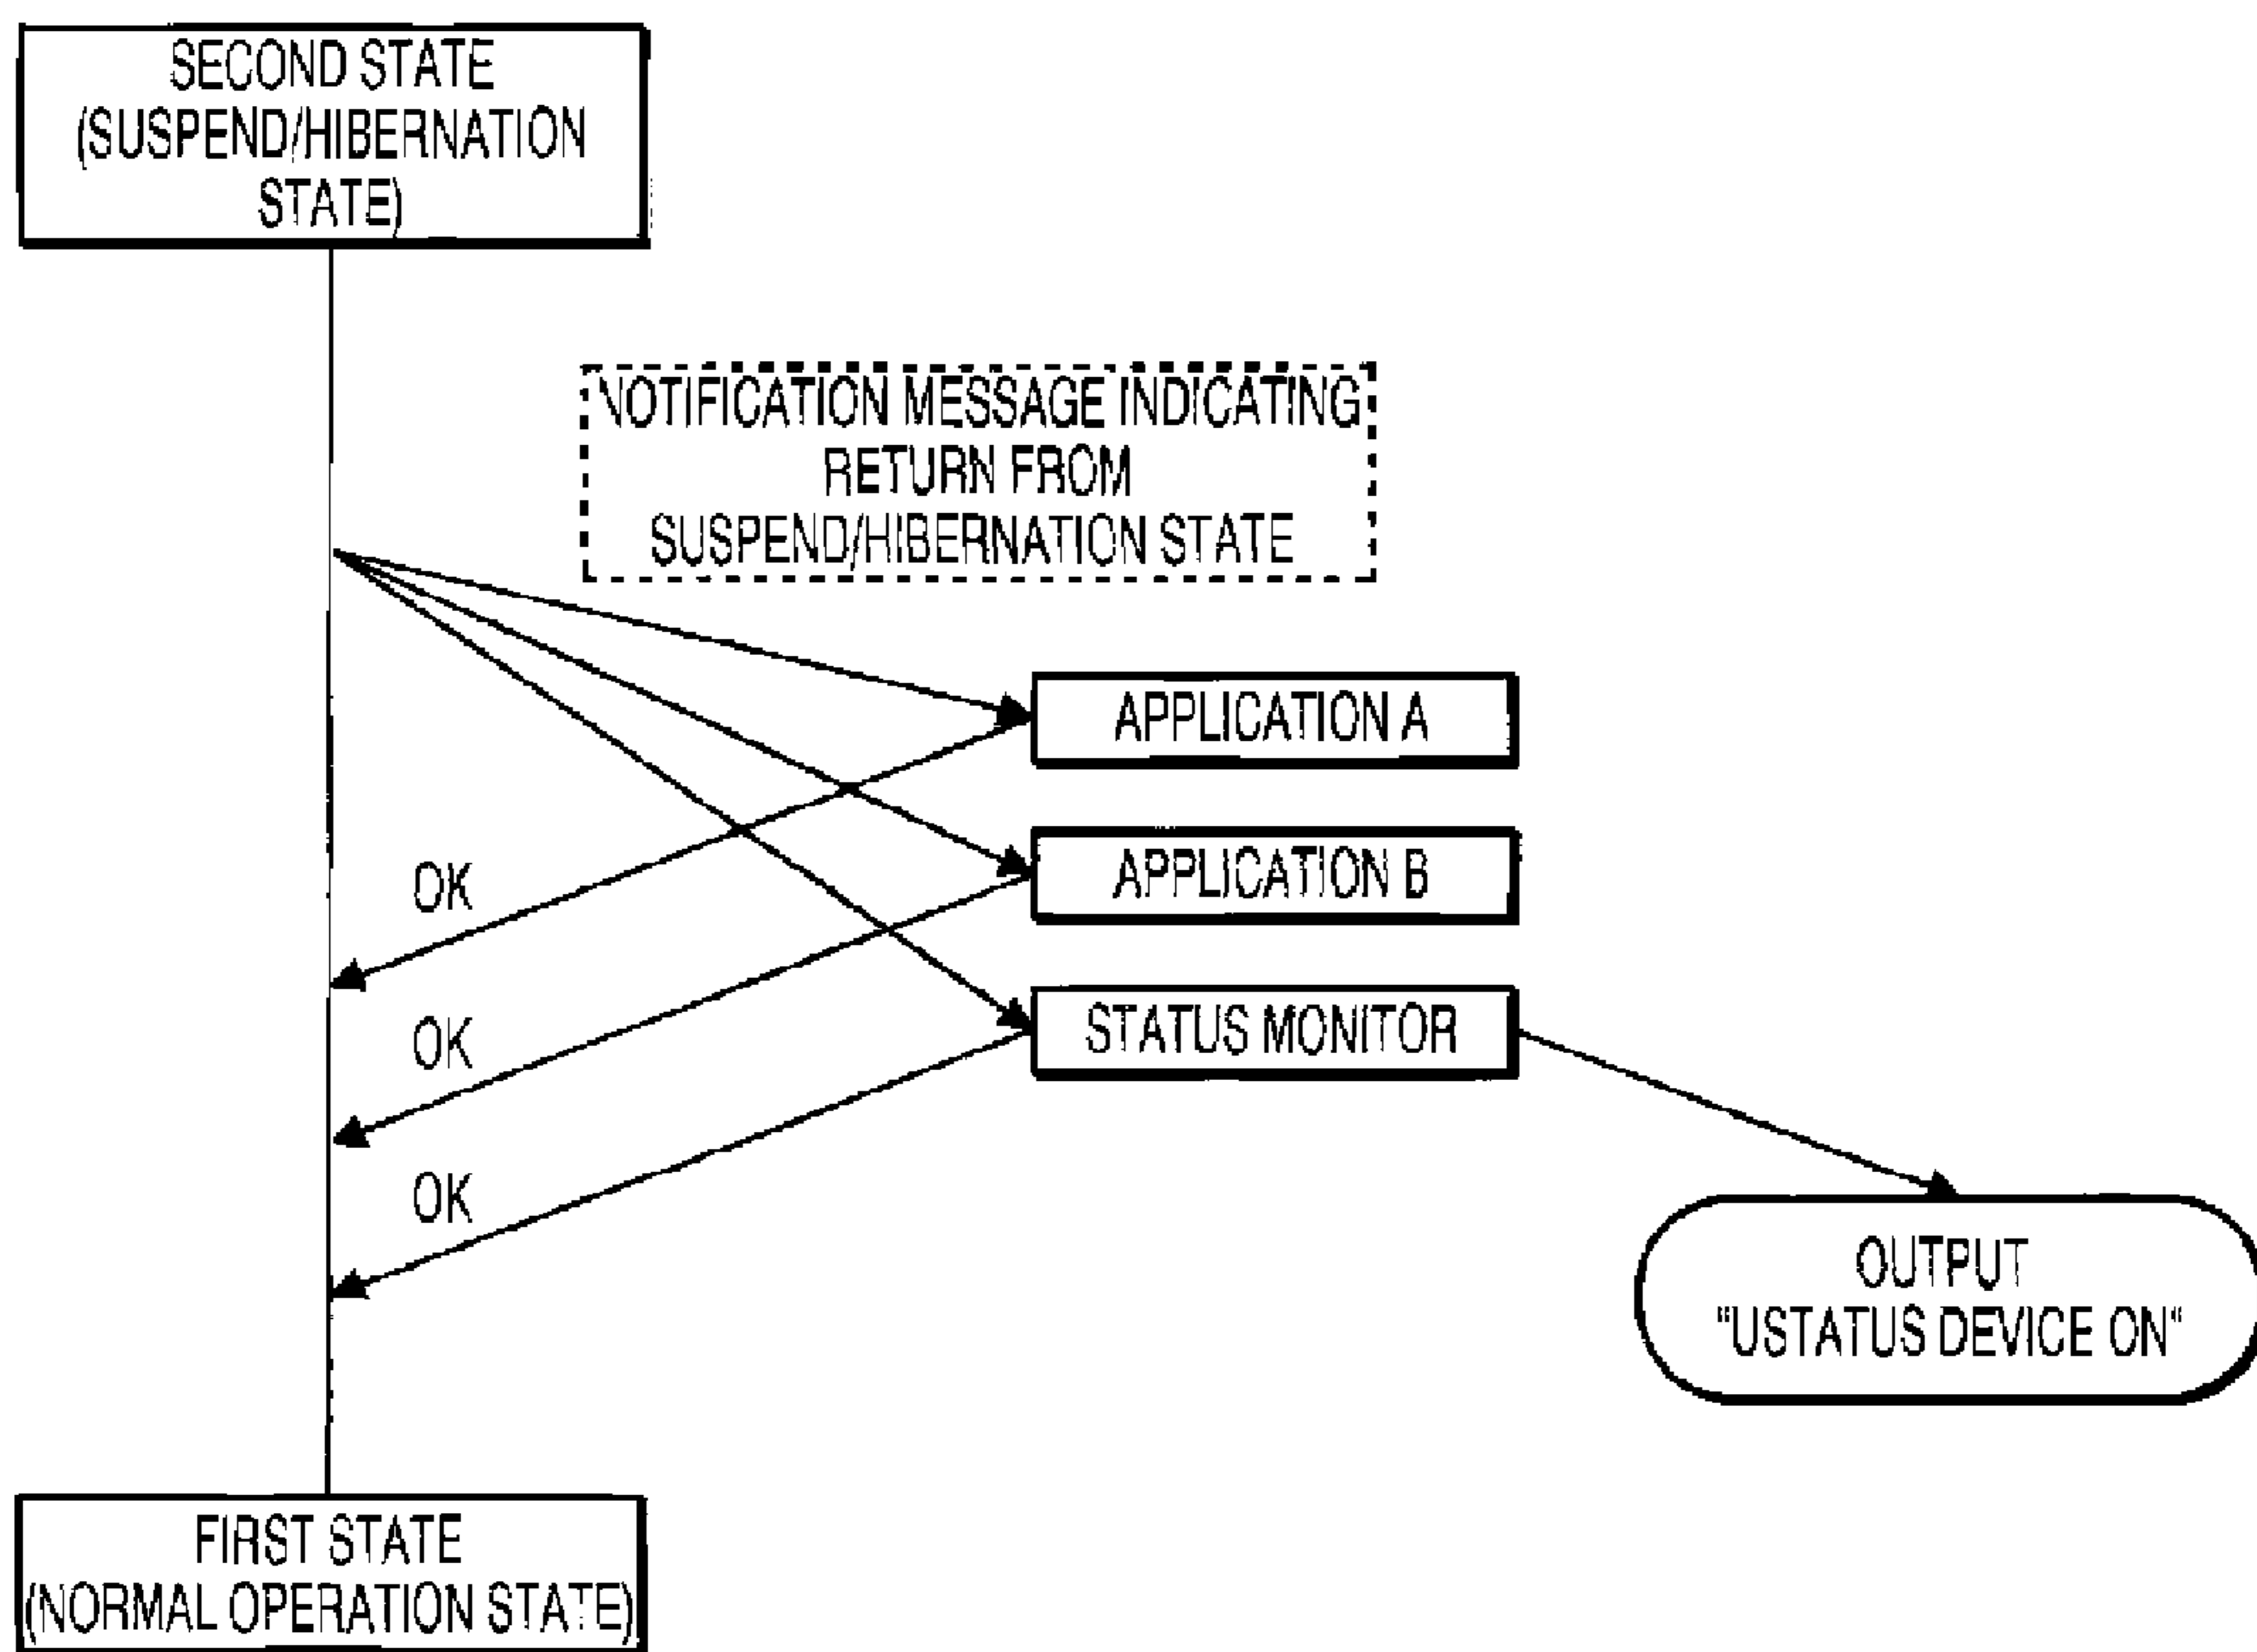 SECOND STATE
(SUSPEND/HIBERNATION
STATE)
NOTIFICATION MESSAGE INDICATING
RETURN FROM
SUSPEND/HIBERNATION STATE
APPLICATION A
APPLICATION B
OK
STATUS MONITOR
OK
OK
OUTPUT
"USTATUS DEVICE ON"
FIRST STATE
(NORMAL OPERATION STATE)